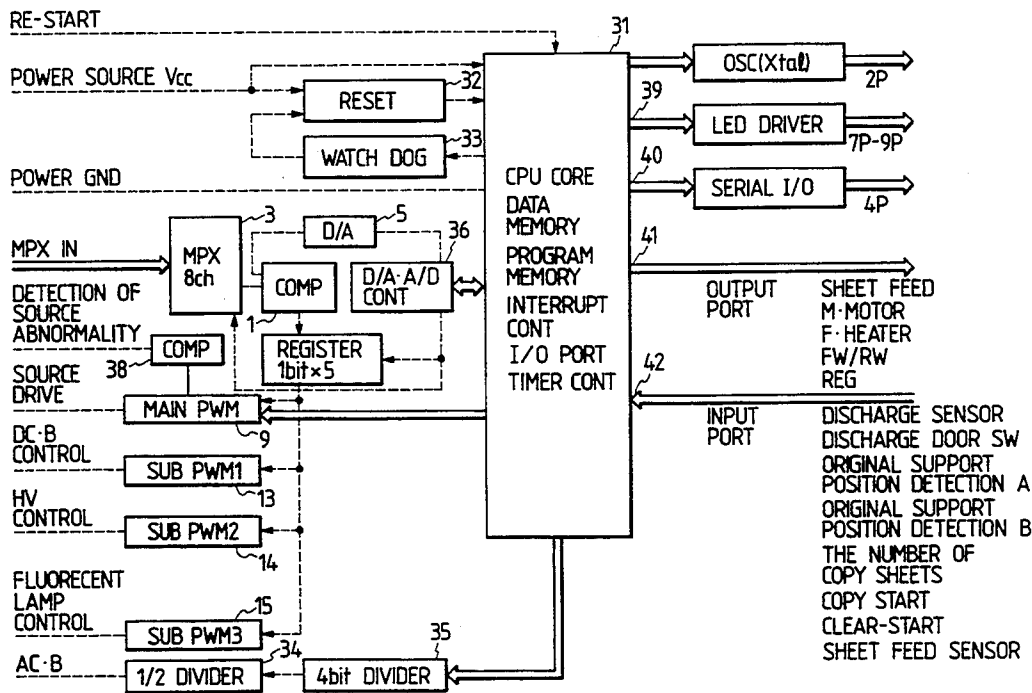 RE-START
POWER SOURCE Vcc
RESET
32
WATCH DOG
33
POWER GND
31
CPU CORE
DATA
MEMORY
PROGRAM
MEMORY
INTERRUPT
CONT
I/O PORT
TIMER CONT
OSC(Xtal)
2P
39
LED DRIVER
7P-9P
40
SERIAL I/O
4P
41
OUTPUT
PORT
SHEET FEED
M·MOTOR
F·HEATER
FW/RW
REG
42
INPUT
PORT
DISCHARGE SENSOR
DISCHARGE DOOR SW
ORIGINAL SUPPORT
POSITION DETECTION A
ORIGINAL SUPPORT
POSITION DETECTION B
THE NUMBER OF
COPY SHEETS
COPY START
CLEAR-START
SHEET FEED SENSOR
MPX IN
3
MPX
8ch
5
D/A
36
D/A·A/D
CONT
COMP
1
REGISTER
1bit×5
DETECTION OF
SOURCE
ABNORMALITY
COMP
38
SOURCE
DRIVE
MAIN PWM
9
DC·B
CONTROL
SUB PWM1
13
HV
CONTROL
SUB PWM2
14
FLUORECENT
LAMP
CONTROL
15
SUB PWM3
AC·B
1/2 DIVIDER
34
4bit DIVIDER
35